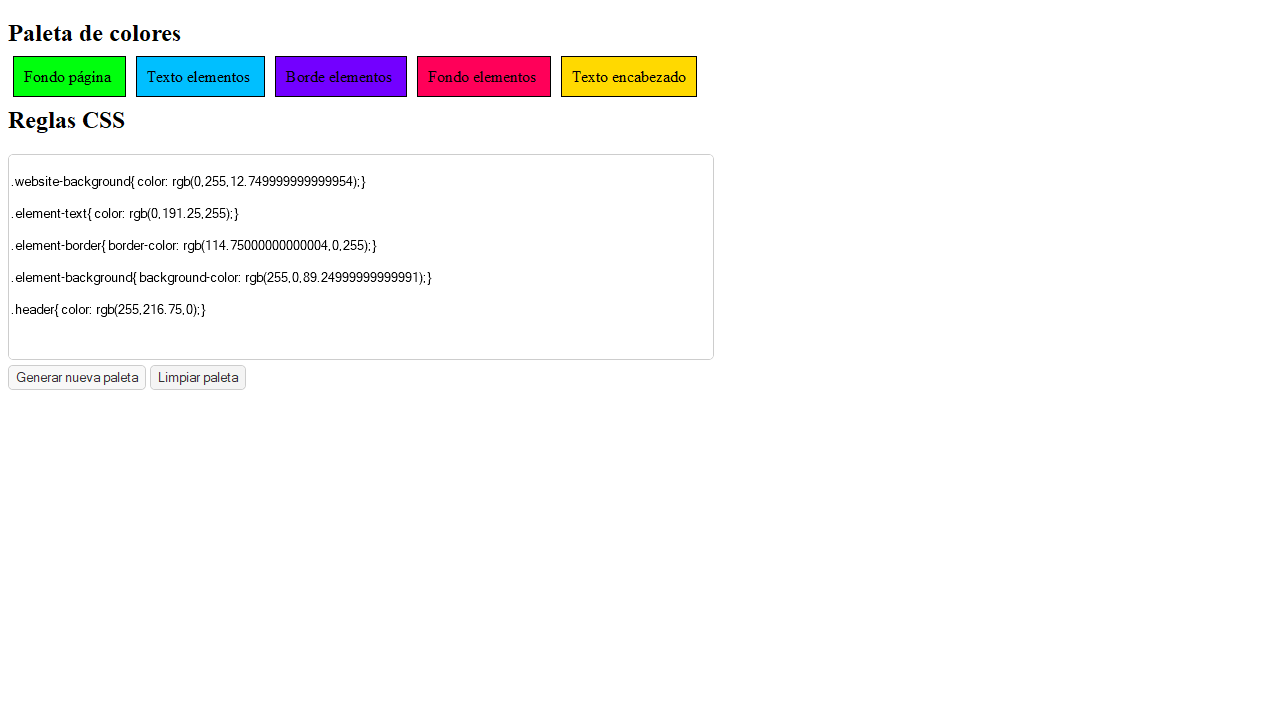 Paleta de colores
Fondo página Texto elementos Borde elementos Fondo elementos Texto encabezado
Reglas CSS
.website-background{ color: rgb(0,255,12.749999999999954);}
.element-text{ color: rgb(0,191.25,255);}
.element-border{ border-color: rgb(114.75000000000004,0,255);}
.element-background{ background-color: rgb(255,0,89.24999999999991);}
.header{ color: rgb(255,216.75,0);}
Generar nueva paleta Limpiar paleta